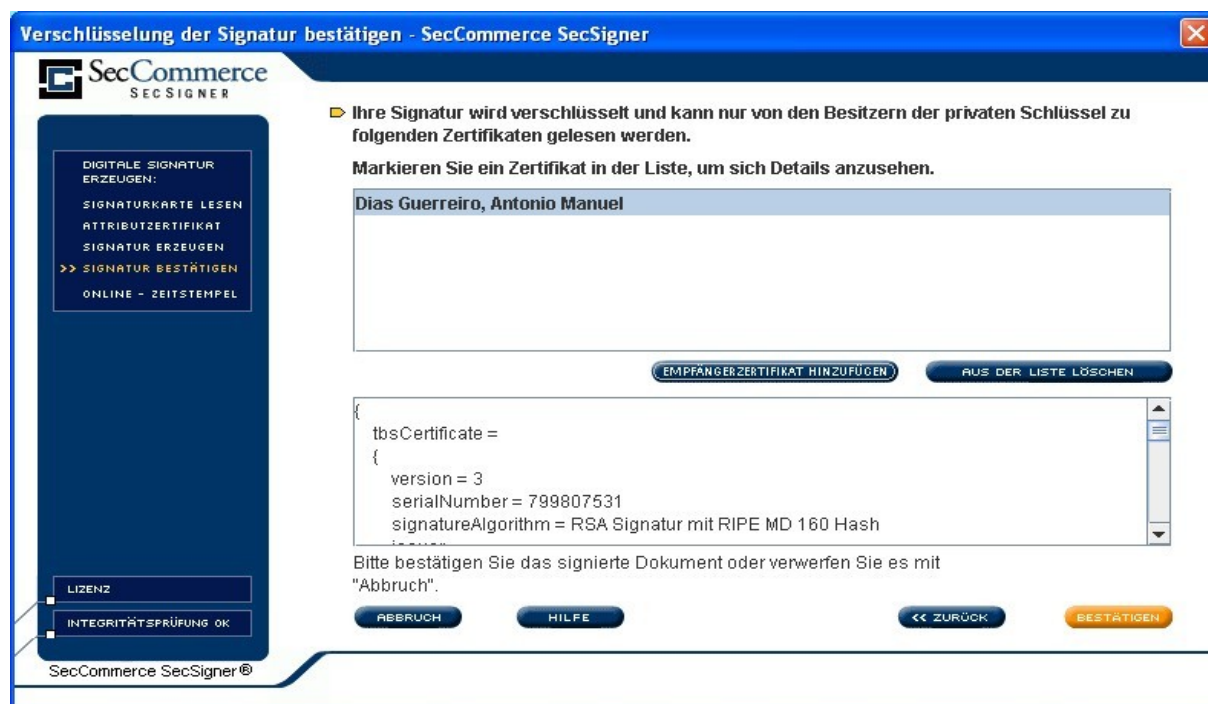 Verschlüsselung der Signatur bestätigen - SecCommerce SecSigner
SecCommerce
SECSIGNER
DIGITALE SIGNATUR
ERZEUGEN:
SIGNATURKARTE LESEN
ATTRIBUTZERTIFIKAT
SIGNATUR ERZEUGEN
>> SIGNATUR BESTÄTIGEN
ONLINE - ZEITSTEMPEL
LIZENZ
INTEGRITÄTSPRÜFUNG OK
SecCommerce SecSigner®
Ihre Signatur wird verschlüsselt und kann nur von den Besitzern der privaten Schlüssel zu
folgenden Zertifikaten gelesen werden.
Markieren Sie ein Zertifikat in der Liste, um sich Details anzusehen.
Dias Guerreiro, Antonio Manuel
EMPFÄNGERZERTIFIKAT HINZUFÜGEN
AUS DER LISTE LÖSCHEN
{
tbsCertificate =
{
version = 3
serialNumber = 799807531
signatureAlgorithm = RSA Signatur mit RIPE MD 160 Hash
Bitte bestätigen Sie das signierte Dokument oder verwerfen Sie es mit
"Abbruch".
ABBRUCH
HILFE
<< ZURÜCK
BESTÄTIGEN